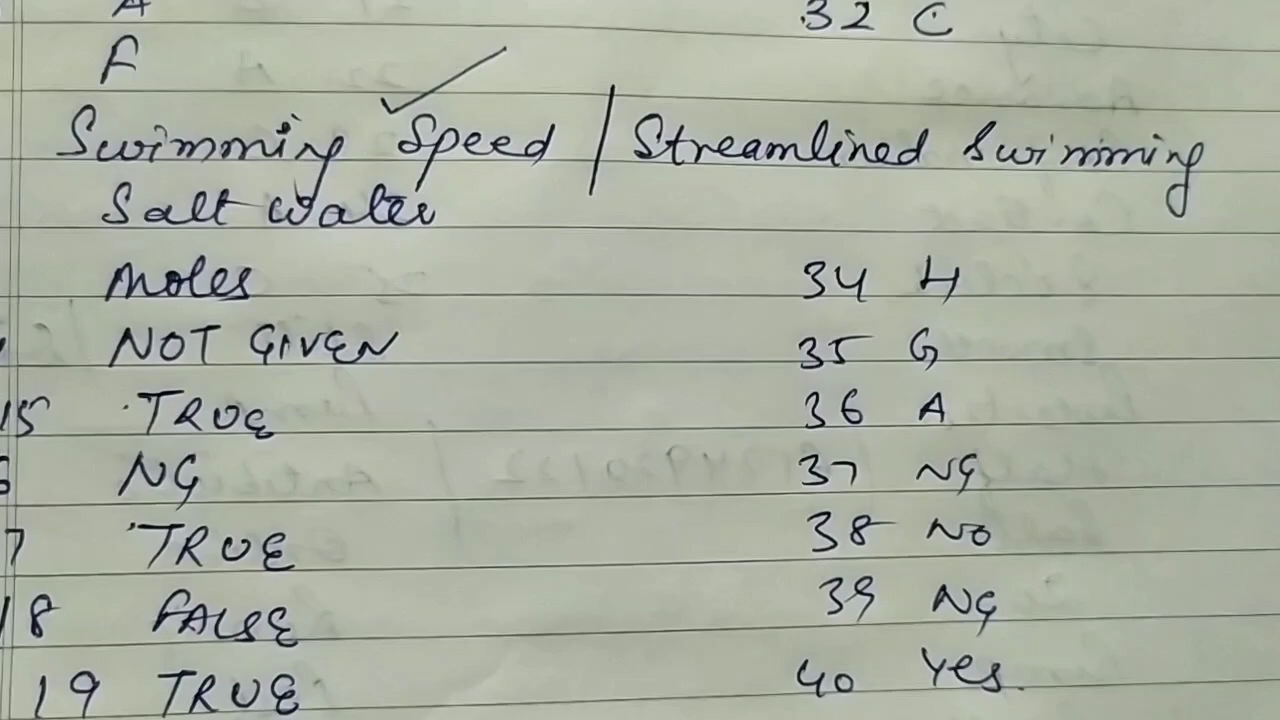 A 32 C
F
Swimming Speed / Streamlined Swimming
Salt water
Moles 34 H
NOT GIVEN 35 G
15 TRUE 36 A
NG 37 NG
7 TRUE 38 NO
18 FALSE 39 NG
19 TRUE 40 Yes.